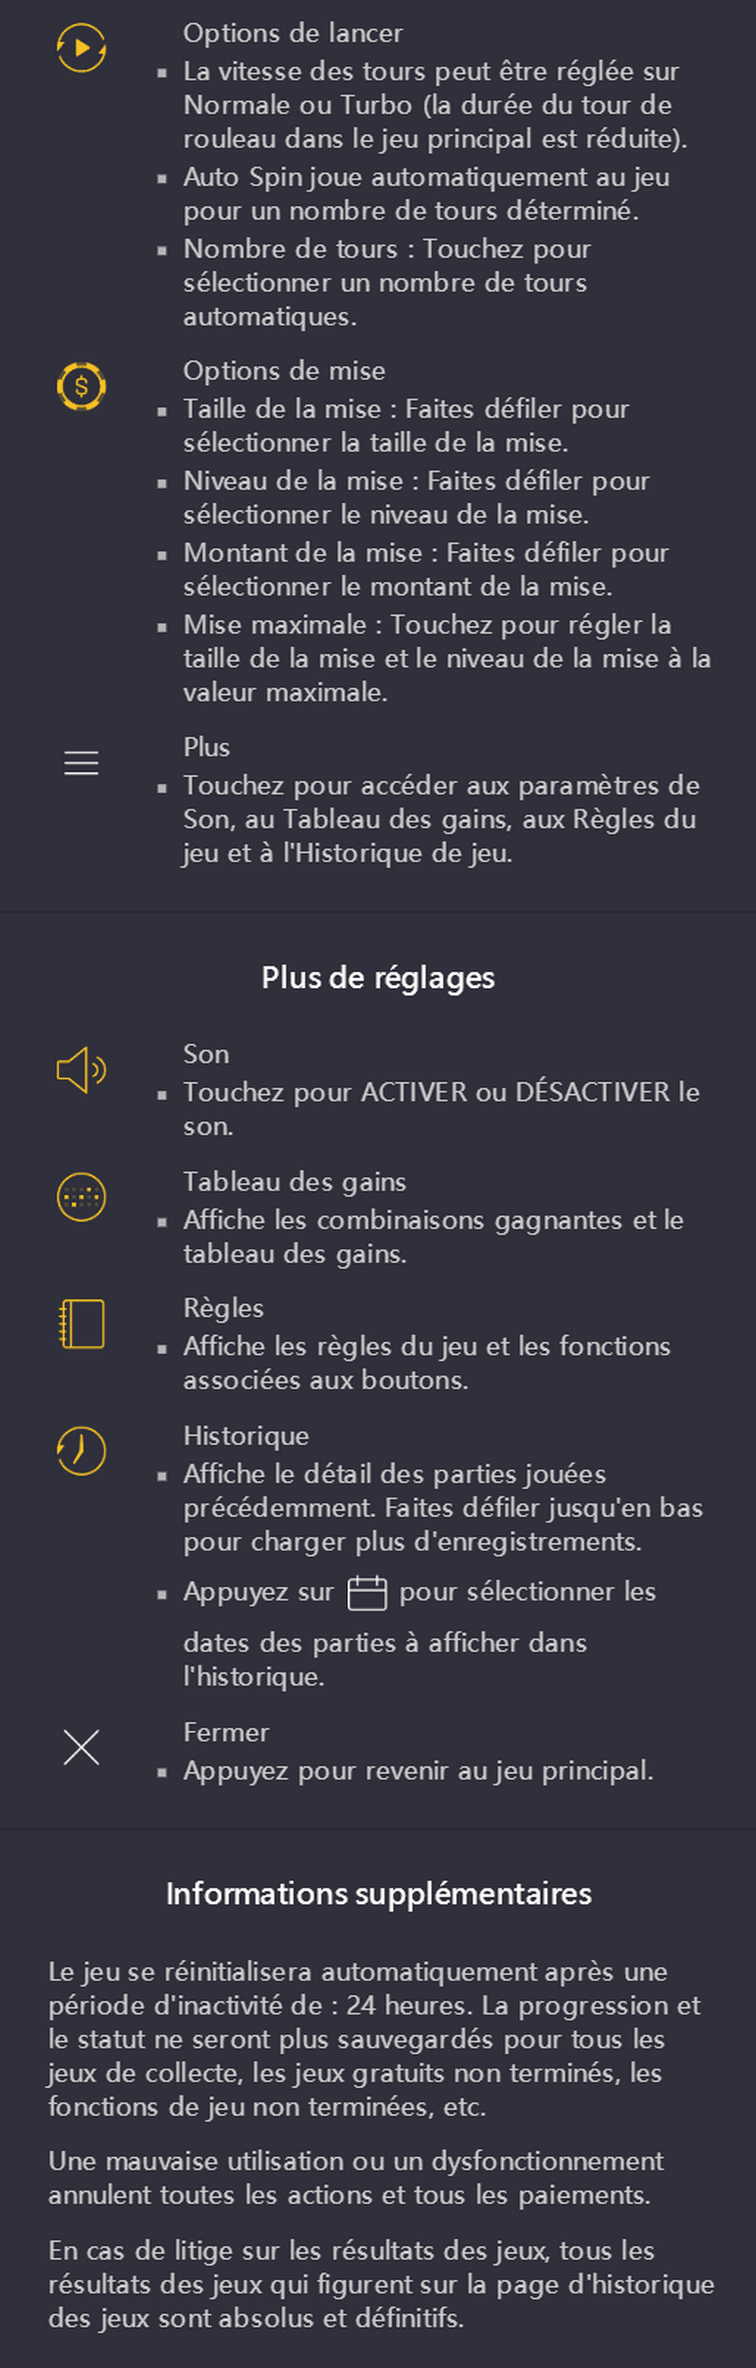 Options de lancer
▪ La vitesse des tours peut être réglée sur
Normale ou Turbo (la durée du tour de
rouleau dans le jeu principal est réduite).
▪ Auto Spin joue automatiquement au jeu
pour un nombre de tours déterminé.
▪ Nombre de tours : Touchez pour
sélectionner un nombre de tours
automatiques.
$
Options de mise
▪ Taille de la mise : Faites défiler pour
sélectionner la taille de la mise.
▪ Niveau de la mise : Faites défiler pour
sélectionner le niveau de la mise.
▪ Montant de la mise : Faites défiler pour
sélectionner le montant de la mise.
▪ Mise maximale : Touchez pour régler la
taille de la mise et le niveau de la mise à la
valeur maximale.
Plus
▪ Touchez pour accéder aux paramètres de
Son, au Tableau des gains, aux Règles du
jeu et à l'Historique de jeu.
Plus de réglages
Son
▪ Touchez pour ACTIVER ou DÉSACTIVER le
son.
Tableau des gains
▪ Affiche les combinaisons gagnantes et le
tableau des gains.
Règles
▪ Affiche les règles du jeu et les fonctions
associées aux boutons.
Historique
▪ Affiche le détail des parties jouées
précédemment. Faites défiler jusqu'en bas
pour charger plus d'enregistrements.
▪ Appuyez sur pour sélectionner les
dates des parties à afficher dans
l'historique.
Fermer
▪ Appuyez pour revenir au jeu principal.
Informations supplémentaires
Le jeu se réinitialisera automatiquement après une
période d'inactivité de : 24 heures. La progression et
le statut ne seront plus sauvegardés pour tous les
jeux de collecte, les jeux gratuits non terminés, les
fonctions de jeu non terminées, etc.
Une mauvaise utilisation ou un dysfonctionnement
annulent toutes les actions et tous les paiements.
En cas de litige sur les résultats des jeux, tous les
résultats des jeux qui figurent sur la page d'historique
des jeux sont absolus et définitifs.